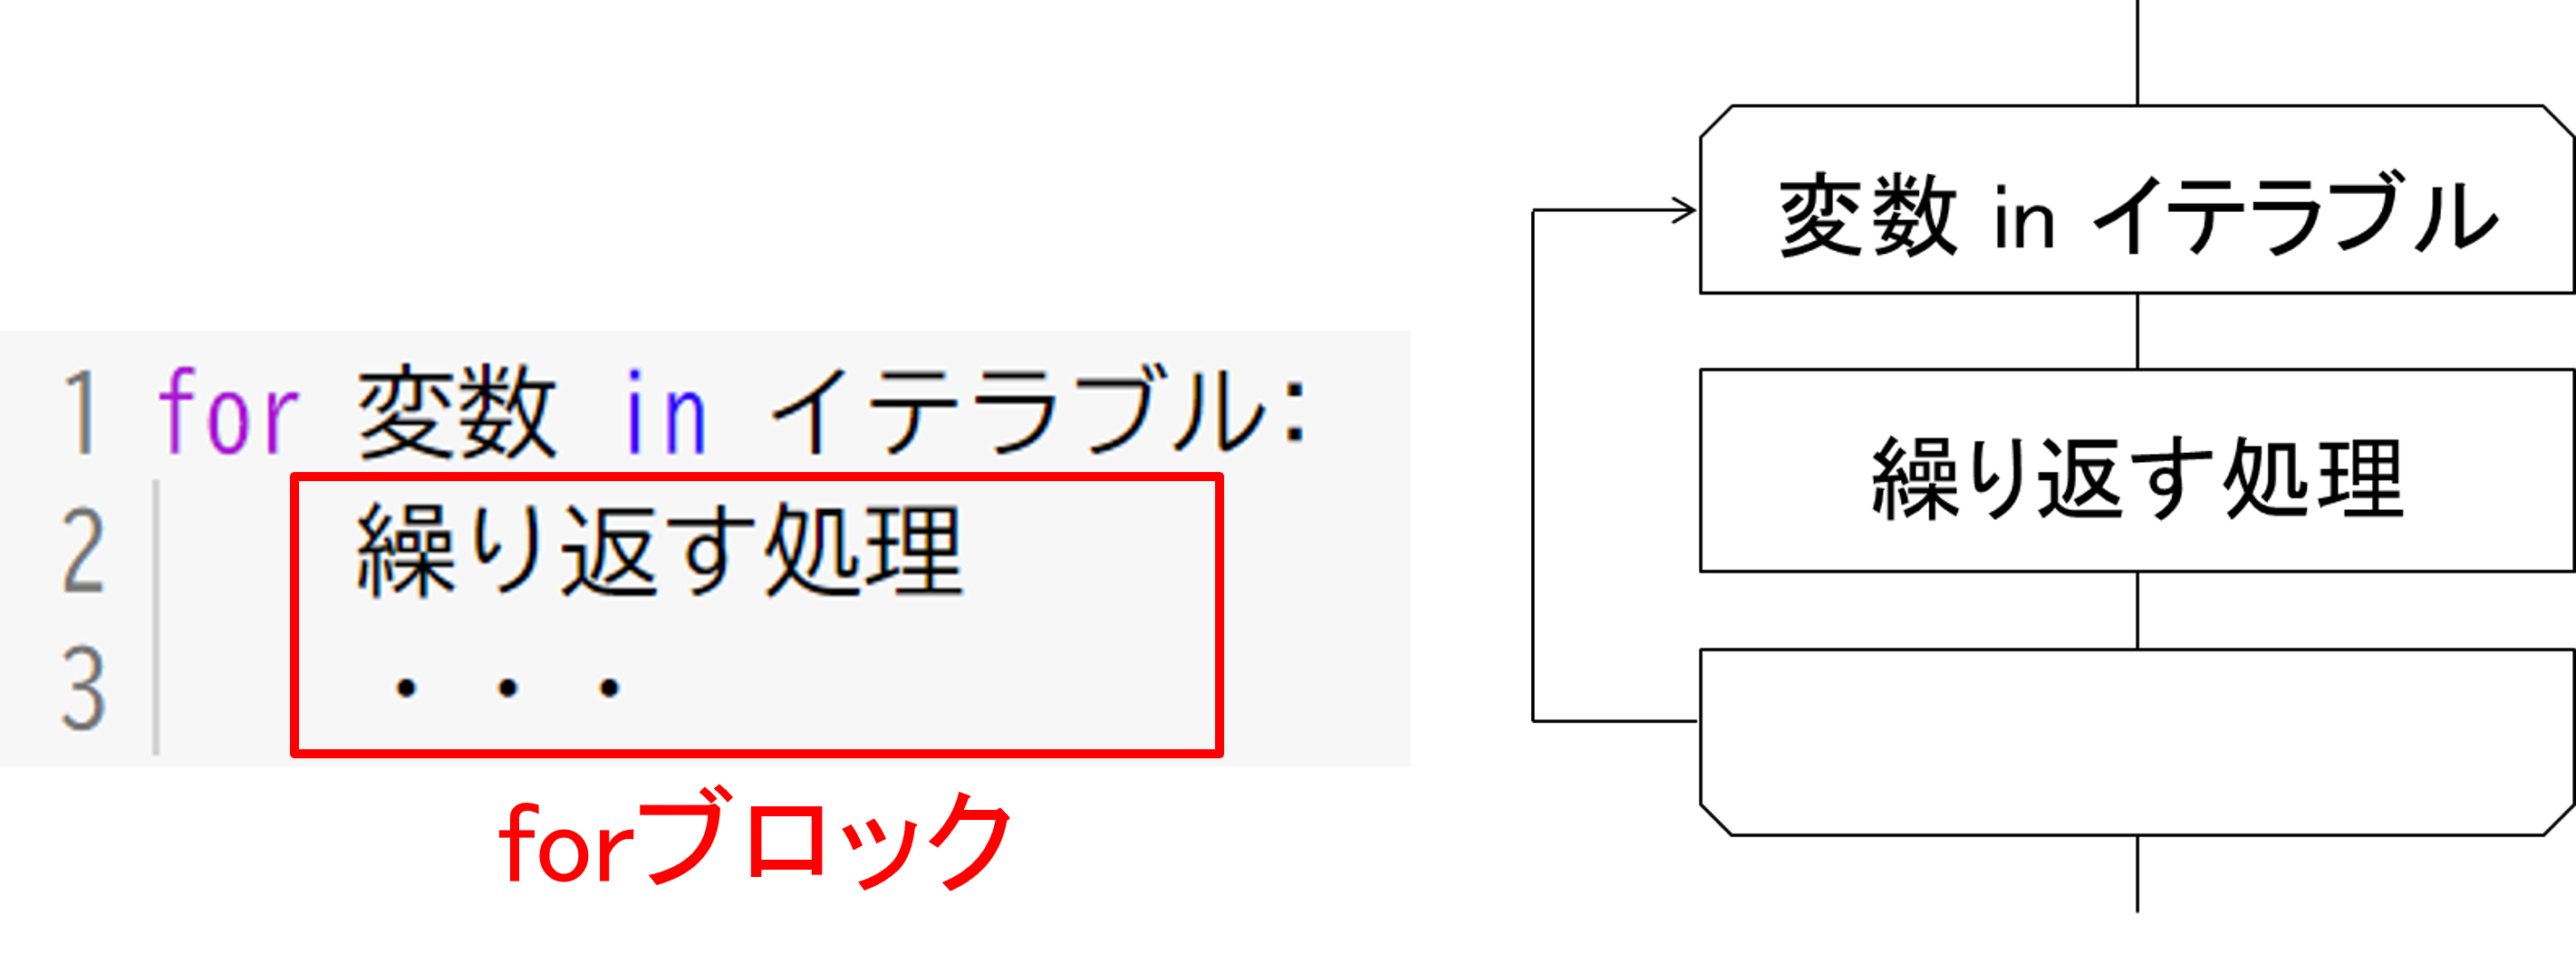 1 for 変数 in イテラブル:
2 繰り返す処理
3 ・・・
forブロック
変数 in イテラブル
繰り返す処理